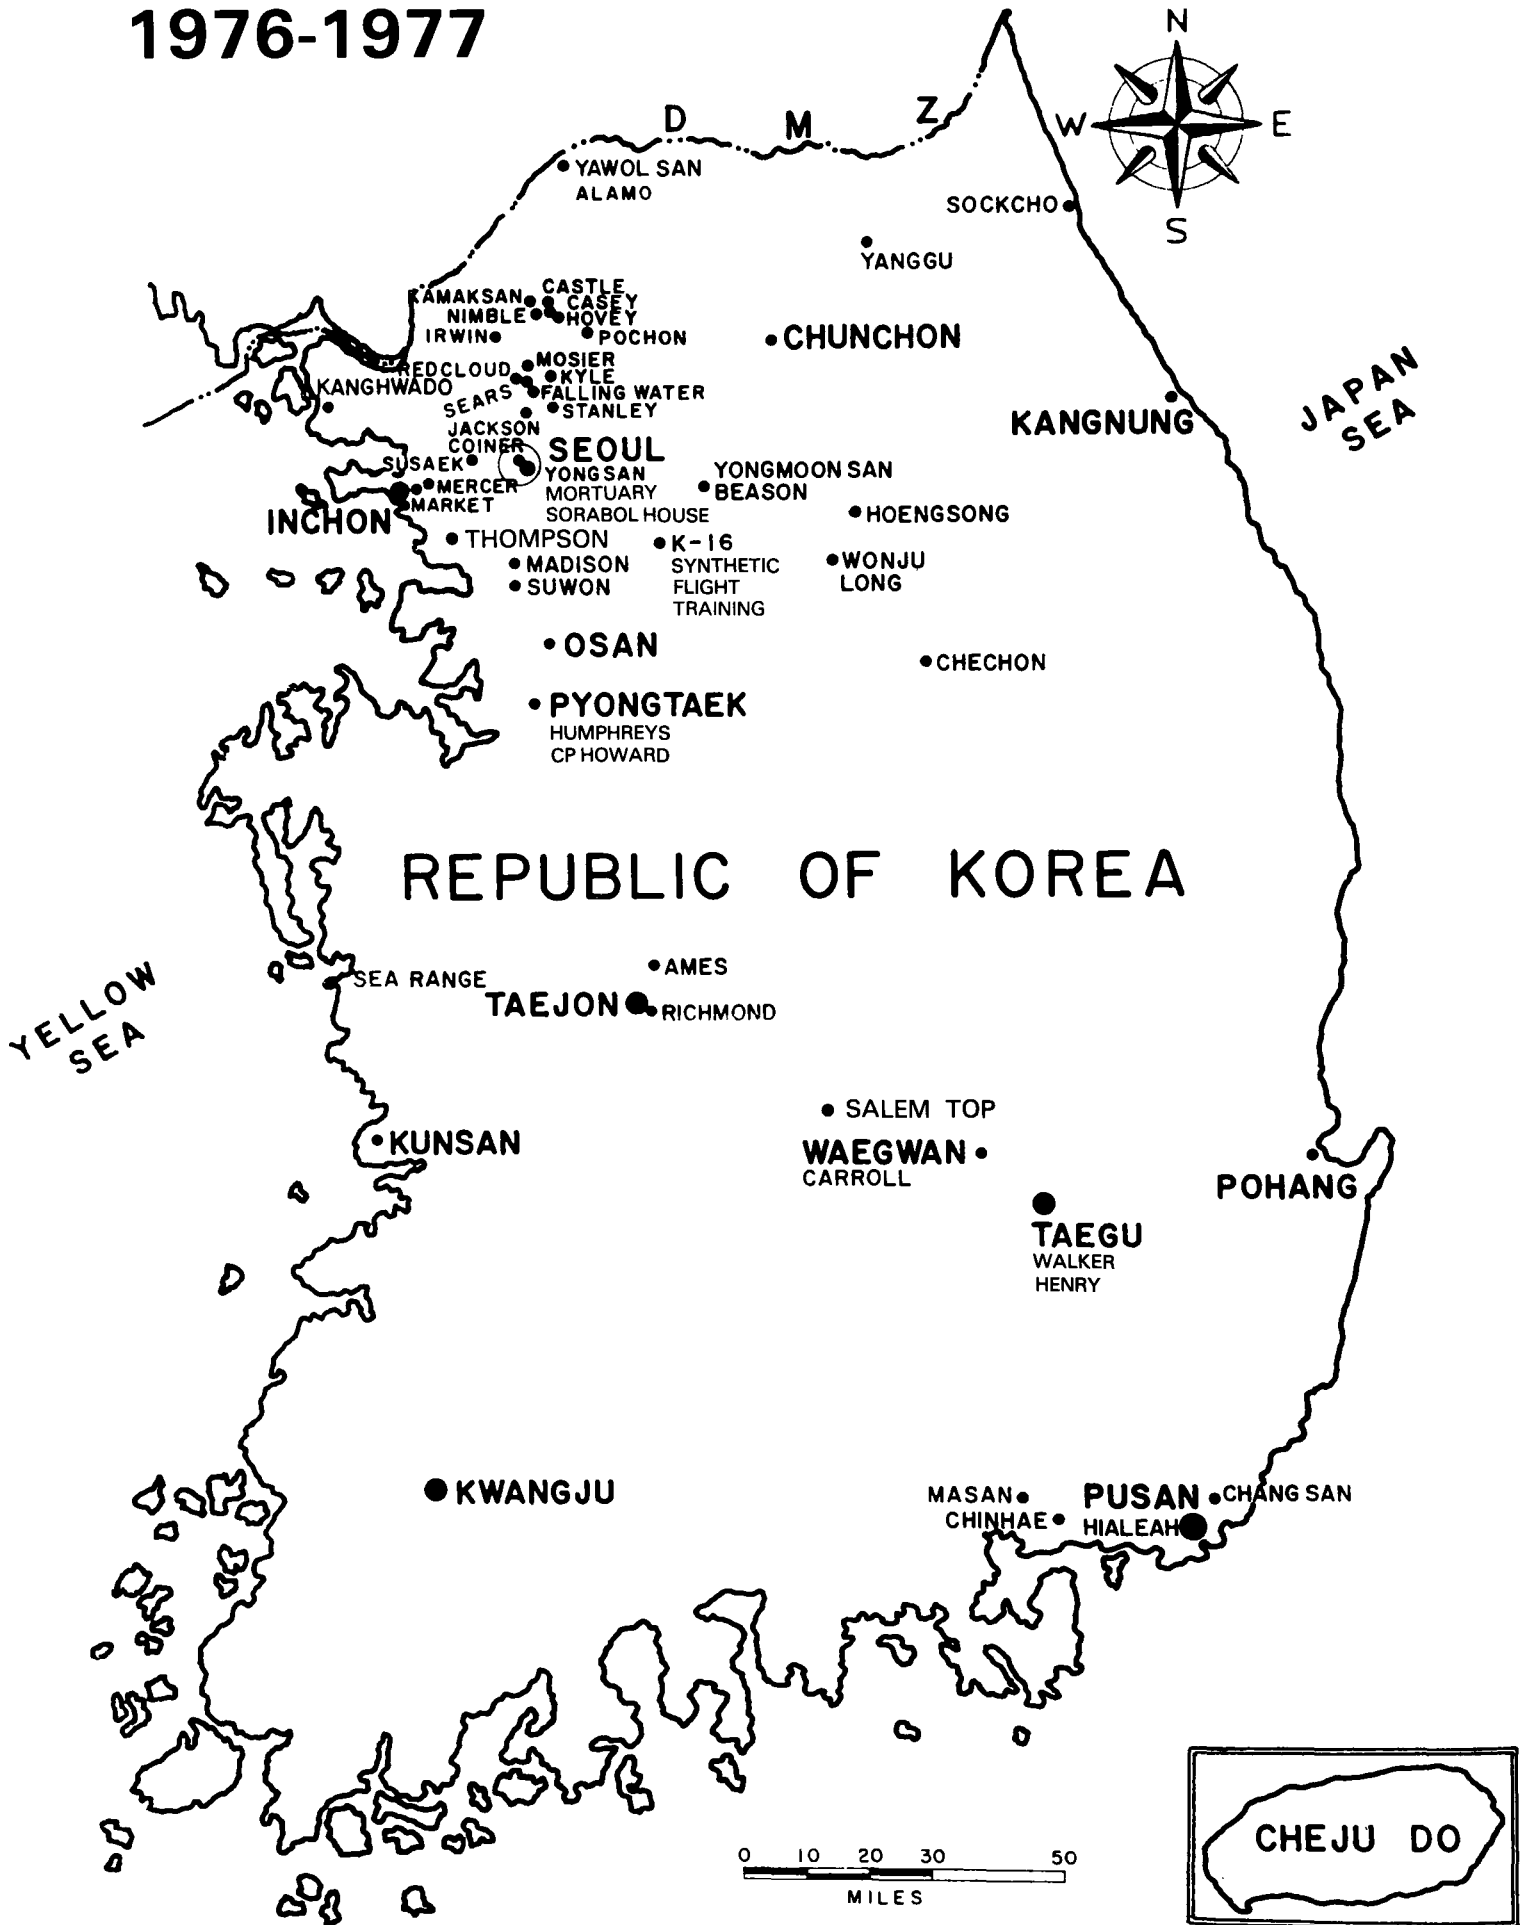 1976-1977
N
W
E
S
D M Z
YAWOL SAN
ALAMO
SOCKCHO
YANGGU
KAMAKSAN
CASTLE
CASEY
NIMBLE
HOVEY
IRWIN
POCHON
CHUNCHON
MOSIER
RED CLOUD
KYLE
KANGHWADO
FALLING WATER
SEARS
STANLEY
KANGNUNG
JAPAN
SEA
JACKSON
COINER
SEOUL
SUSAEK
YONGSAN
MORTUARY
SORABOL HOUSE
MERCER
MARKET
INCHON
YONGMOON SAN
BEASON
HOENGSONG
THOMPSON
K-16
SYNTHETIC
FLIGHT
TRAINING
MADISON
SUWON
WONJU
LONG
OSAN
CHECHON
PYONGTAEK
HUMPHREYS
CP HOWARD
REPUBLIC OF KOREA
YELLOW
SEA
SEA RANGE
AMES
TAEJON
RICHMOND
SALEM TOP
KUNSAN
WAEGWAN
CARROLL
POHANG
TAEGU
WALKER
HENRY
KWANGJU
MASAN
CHINHAE
PUSAN
HIALEAH
CHANG SAN
CHEJU DO
0 10 20 30 50
MILES